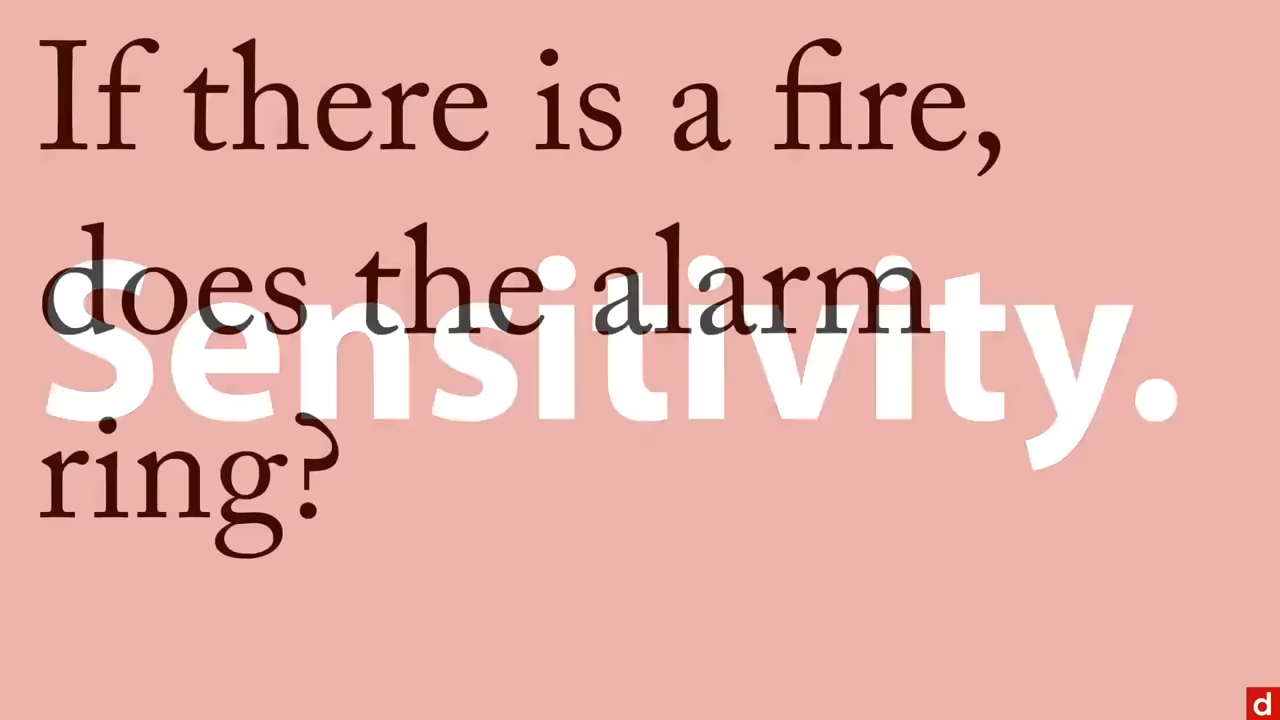 If there is a fire,
does the alarm
Sensitivity.
ring?
d